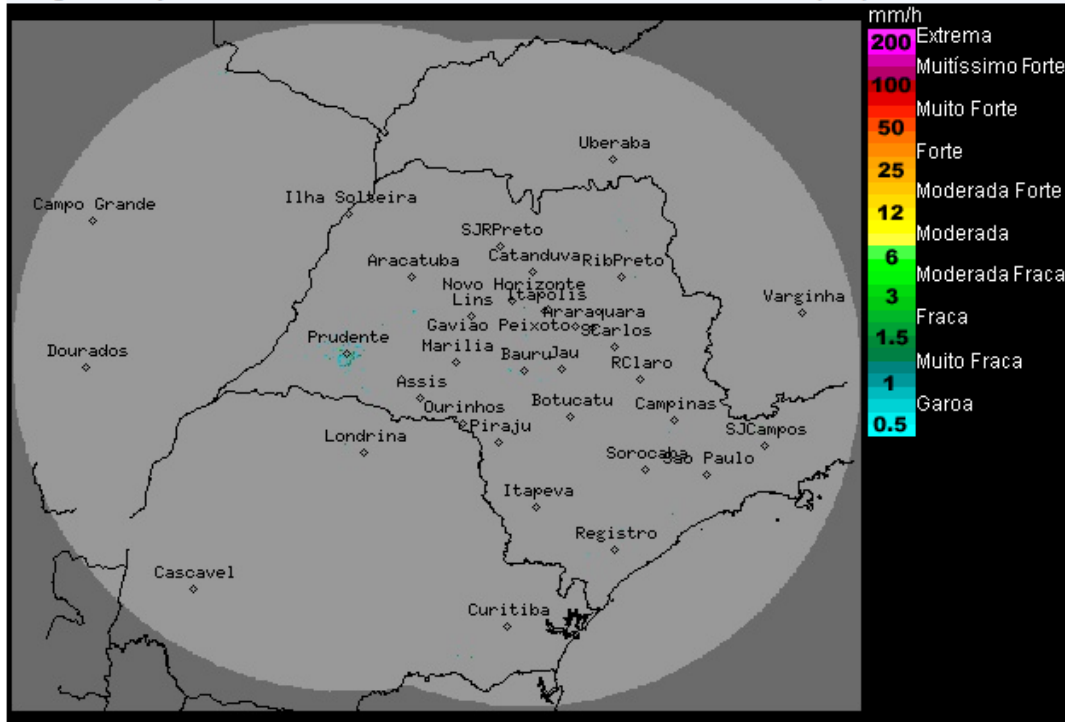 mm/h
200 Extrema
Muitíssimo Forte
100
Muito Forte
50
Forte
25
Moderada Forte
12
Moderada
6
Moderada Fraca
3
Fraca
1.5
Muito Fraca
1
Garoa
0.5
Uberaba
Campo Grande
Ilha Solteira
SJRPreto
Aracatuba
Catanduva
RibPreto
Novo Horizonte
Lins
Itapolis
Varginha
Araraquara
Gavião Peixoto
SCarlos
Prudente
Dourados
Marilia
Bauru
Jau
RClaro
Assis
Ourinhos
Botucatu
Campinas
Piraju
Londrina
SJCampos
Sorocaba
Sao Paulo
Itapeva
Registro
Cascavel
Curitiba